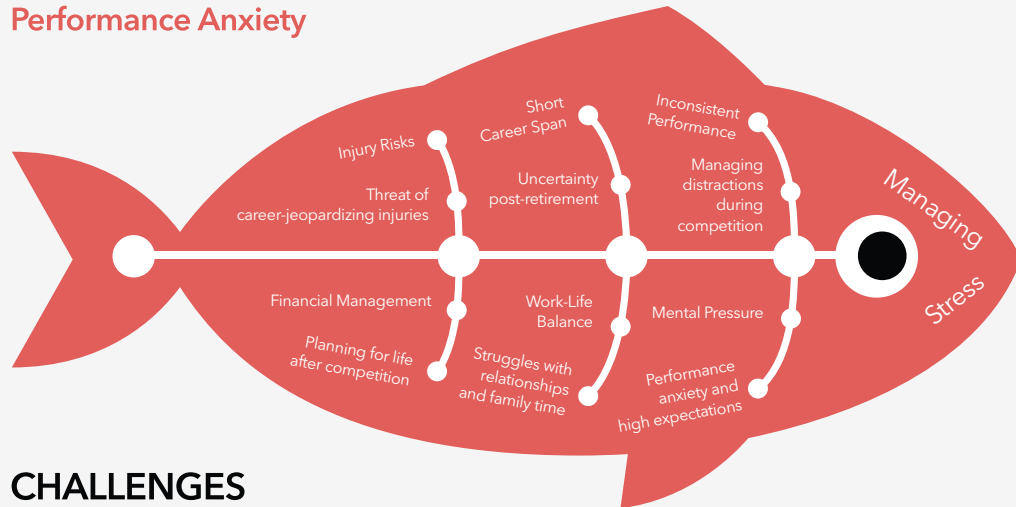 Performance Anxiety
Injury Risks
Threat of
career-jeopardizing injuries
Short
Career Span
Uncertainty
post-retirement
Inconsistent
Performance
Managing
distractions
during
competition
Managing
Stress
Financial Management
Planning for life
after competition
Work-Life
Balance
Struggles with
relationships
and family time
Mental Pressure
Performance
anxiety and
high expectations
CHALLENGES